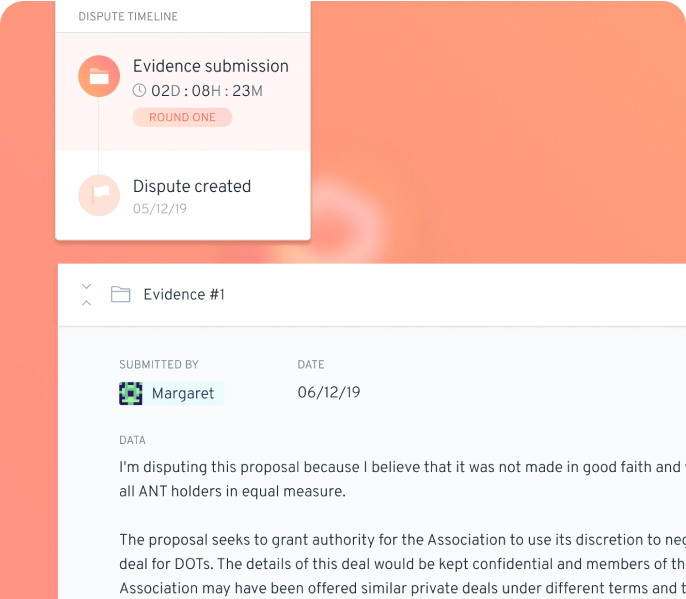 DISPUTE TIMELINE
Evidence submission
02D : 08H : 23M
ROUND ONE
Dispute created
05/12/19
Evidence #1
SUBMITTED BY
DATE
Margaret
06/12/19
DATA
I'm disputing this proposal because I believe that it was not made in good faith and
all ANT holders in equal measure.
The proposal seeks to grant authority for the Association to use its discretion to neg
deal for DOTs. The details of this deal would be kept confidential and members of th
Association may have been offered similar private deals under different terms and t